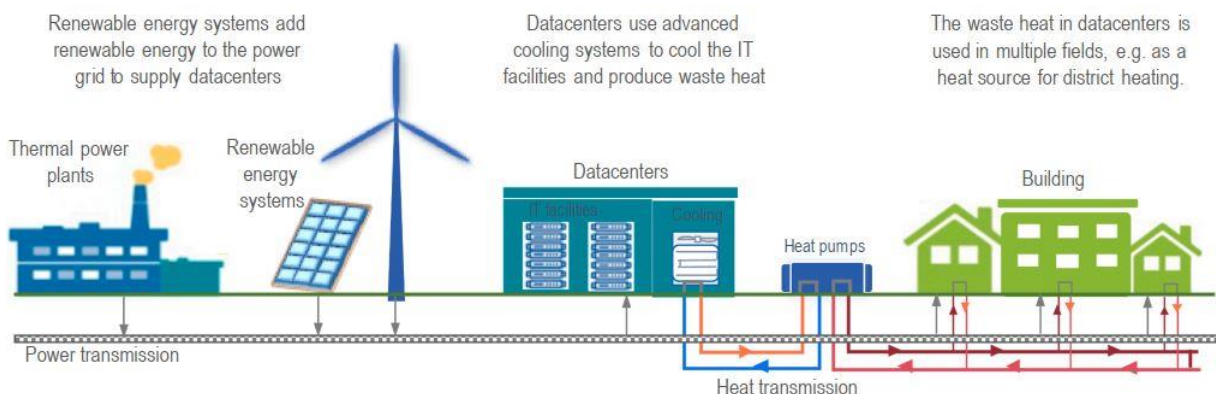 Renewable energy systems add
renewable energy to the power
grid to supply datacenters
Datacenters use advanced
cooling systems to cool the IT
facilities and produce waste heat
The waste heat in datacenters is
used in multiple fields, e.g. as a
heat source for district heating.
Thermal power
plants
Renewable
energy
systems
Datacenters
IT facilities
Cooling
Heat pumps
Building
Power transmission
Heat transmission